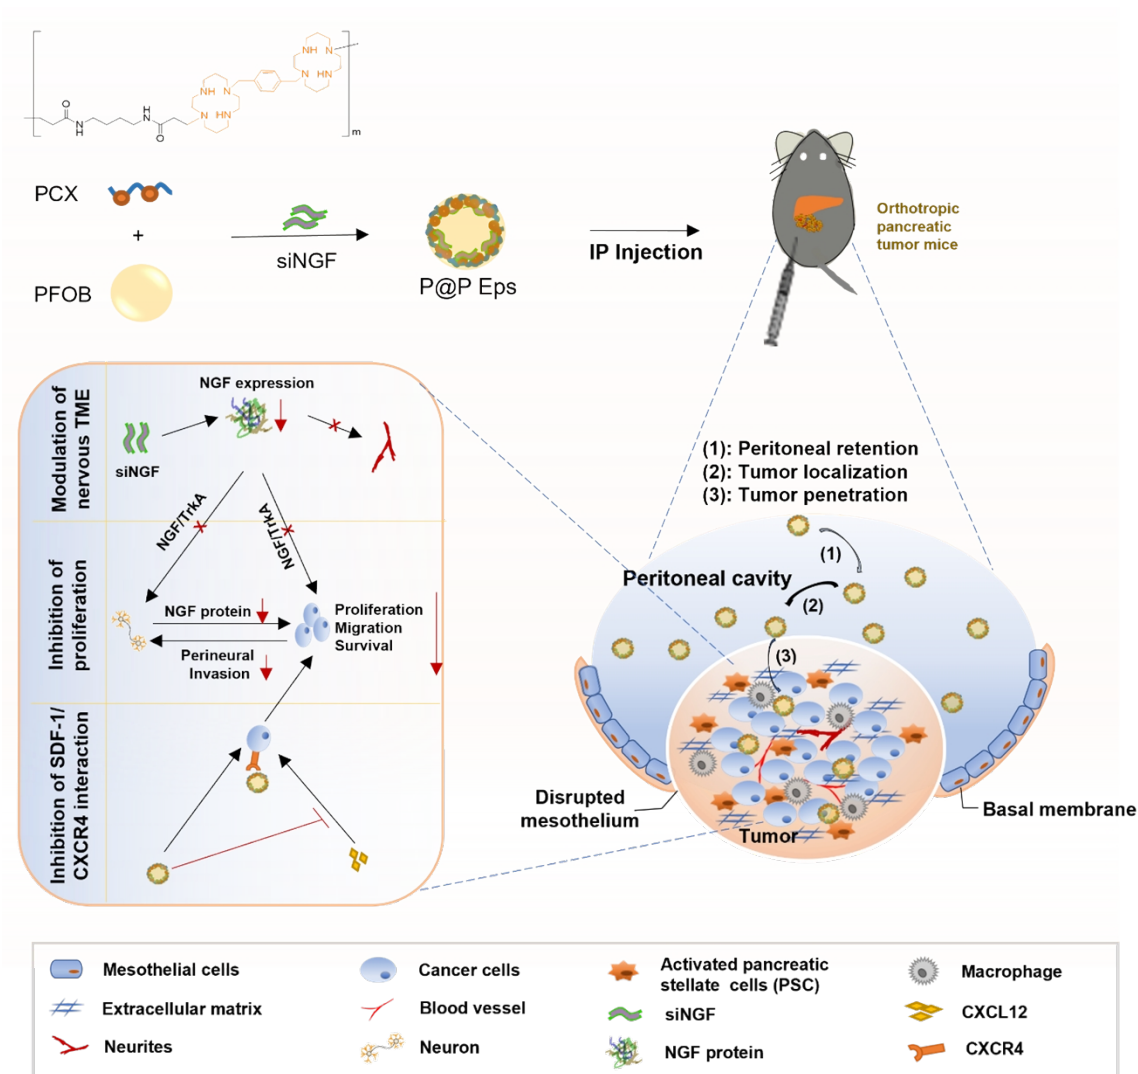 NH N
N HN
NH N
N HN
O
N
H
H
N
O
m
PCX
+
PFOB
siNGF
P@P Eps
IP Injection
Orthotropic
pancreatic
tumor mice
Modulation of
nervous TME
NGF expression
siNGF
NGF/TrkA
NGF/TrkA
Inhibition of
proliferation
NGF protein
Perineural
Invasion
Proliferation
Migration
Survival
Inhibition of SDF-1/
CXCR4 interaction
(1): Peritoneal retention
(2): Tumor localization
(3): Tumor penetration
(1)
Peritoneal cavity
(2)
(3)
Disrupted
mesothelium
Tumor
Basal membrane
Mesothelial cells
Cancer cells
Activated pancreatic
stellate cells (PSC)
Macrophage
Extracellular matrix
Blood vessel
siNGF
CXCL12
Neurites
Neuron
NGF protein
CXCR4